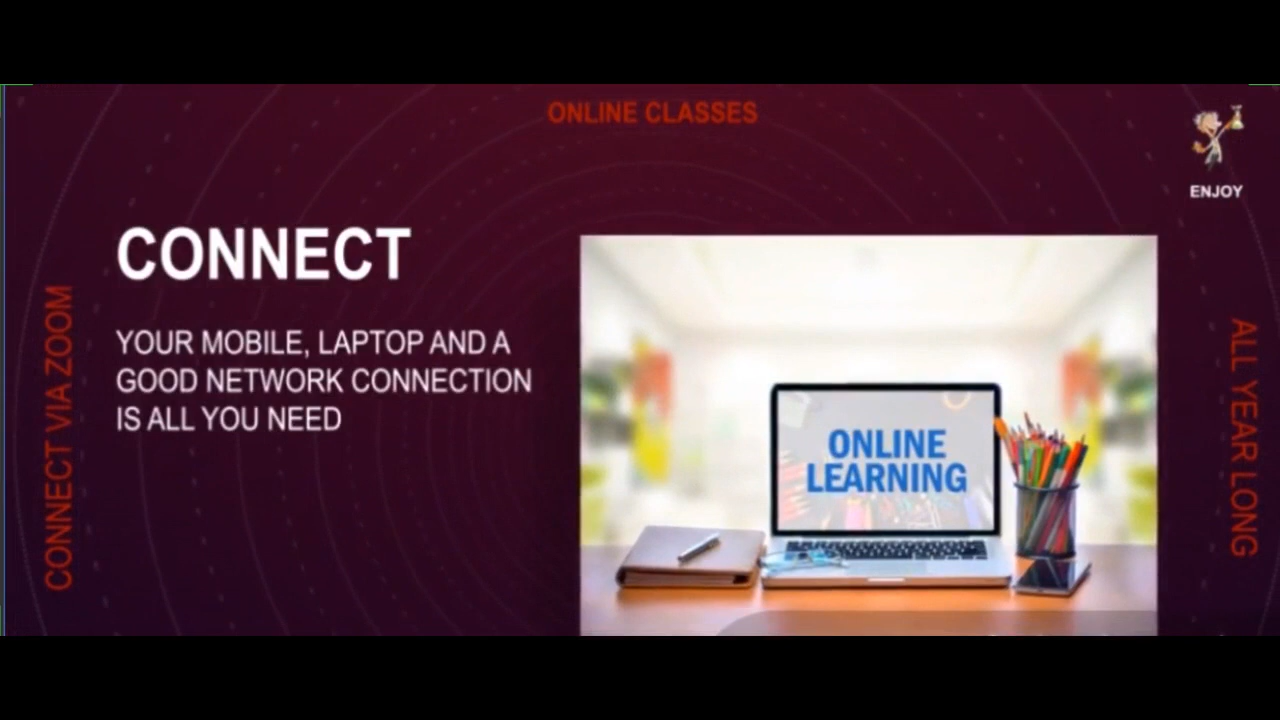 ONLINE CLASSES
ENJOY
CONNECT
YOUR MOBILE, LAPTOP AND A
GOOD NETWORK CONNECTION
IS ALL YOU NEED
CONNECT VIA ZOOM
ONLINE
LEARNING
ALL YEAR LONG